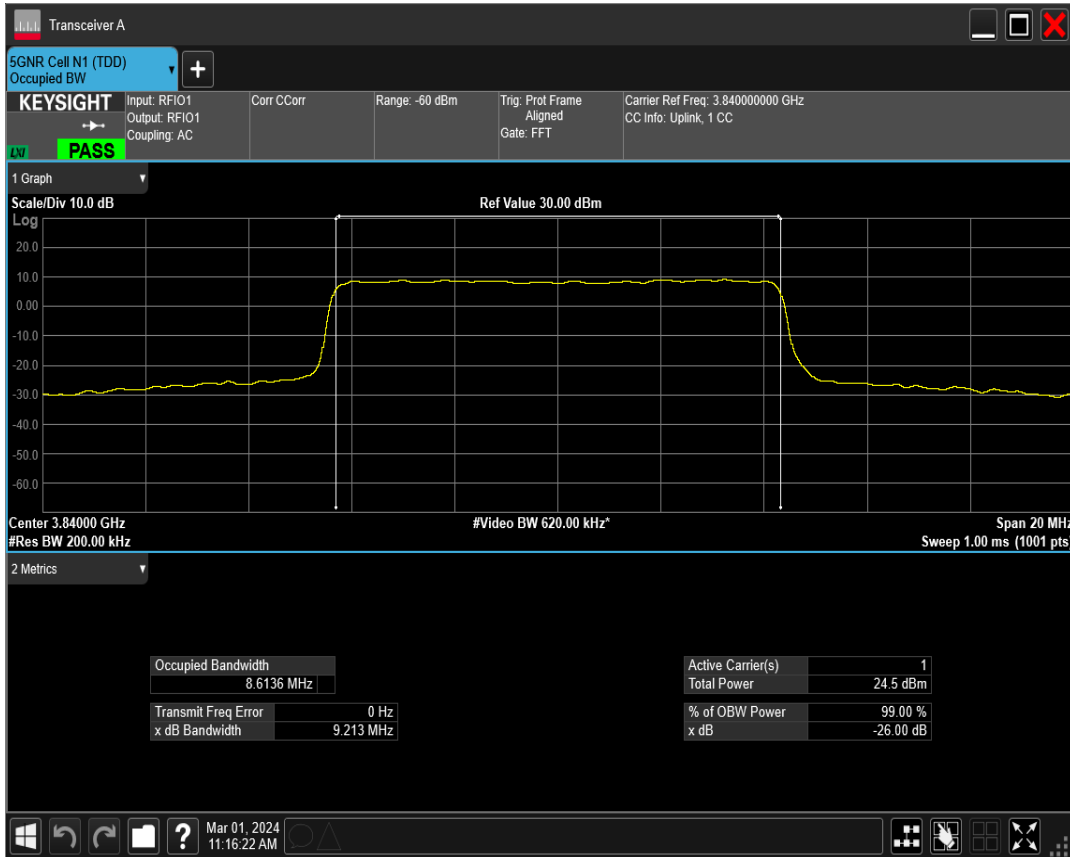 Transceiver A
5GNR Cell N1 (TDD)
Occupied BW
+
KEYSIGHT
LXI
PASS
Input: RFIO1
Output: RFIO1
Coupling: AC
Corr CCorr
Range: -60 dBm
Trig: Prot Frame
Aligned
Gate: FFT
Carrier Ref Freq: 3.840000000 GHz
CC Info: Uplink, 1 CC
1 Graph
Scale/Div 10.0 dB
Ref Value 30.00 dBm
Log
20.0
10.0
0.00
-10.0
-20.0
-30.0
-40.0
-50.0
-60.0
Center 3.84000 GHz
#Video BW 620.00 kHz*
Span 20 MHz
#Res BW 200.00 kHz
Sweep 1.00 ms (1001 pts)
2 Metrics
Occupied Bandwidth
8.6136 MHz
Transmit Freq Error 0 Hz
x dB Bandwidth 9.213 MHz
Active Carrier(s) 1
Total Power 24.5 dBm
% of OBW Power 99.00 %
x dB -26.00 dB
?
Mar 01, 2024
11:16:22 AM